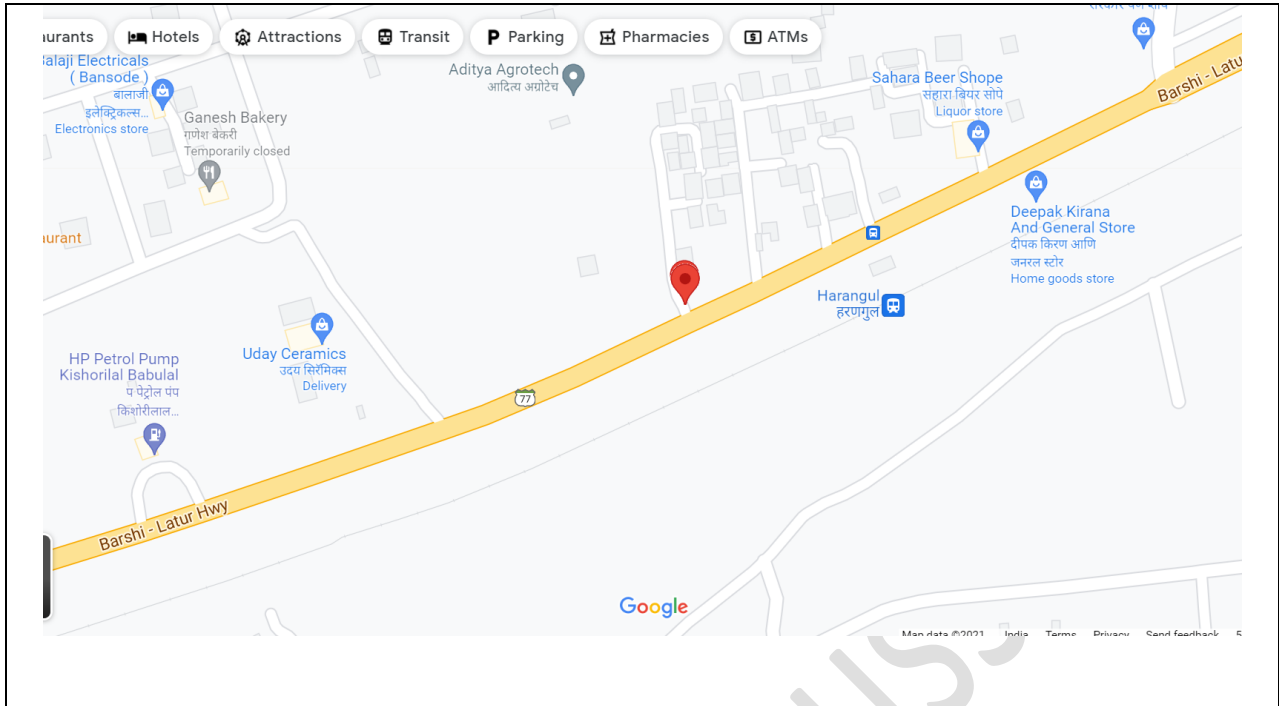 urants
Hotels
Attractions
Transit
Parking
Pharmacies
ATMs
alaji Electricals
( Bansode )
बालाजी
इलेक्ट्रिकल्स...
Electronics store
Ganesh Bakery
गणेश बेकरी
Temporarily closed
Aditya Agrotech
आदित्य अग्रोटेच
Sahara Beer Shope
सहारा बियर सोपे
Liquor store
Barshi - Latu
Deepak Kirana
And General Store
दीपक किरण आणि
जनरल स्टोर
Home goods store
urant
Harangul
हरणगुल
Uday Ceramics
उदय सिरॅमिक्स
Delivery
HP Petrol Pump
Kishorilal Babulal
प पेट्रोल पंप
किशोरीलाल...
77
Barshi - Latur Hwy
Google
Map data ©2021 India Terms Privacy Send feedback 5